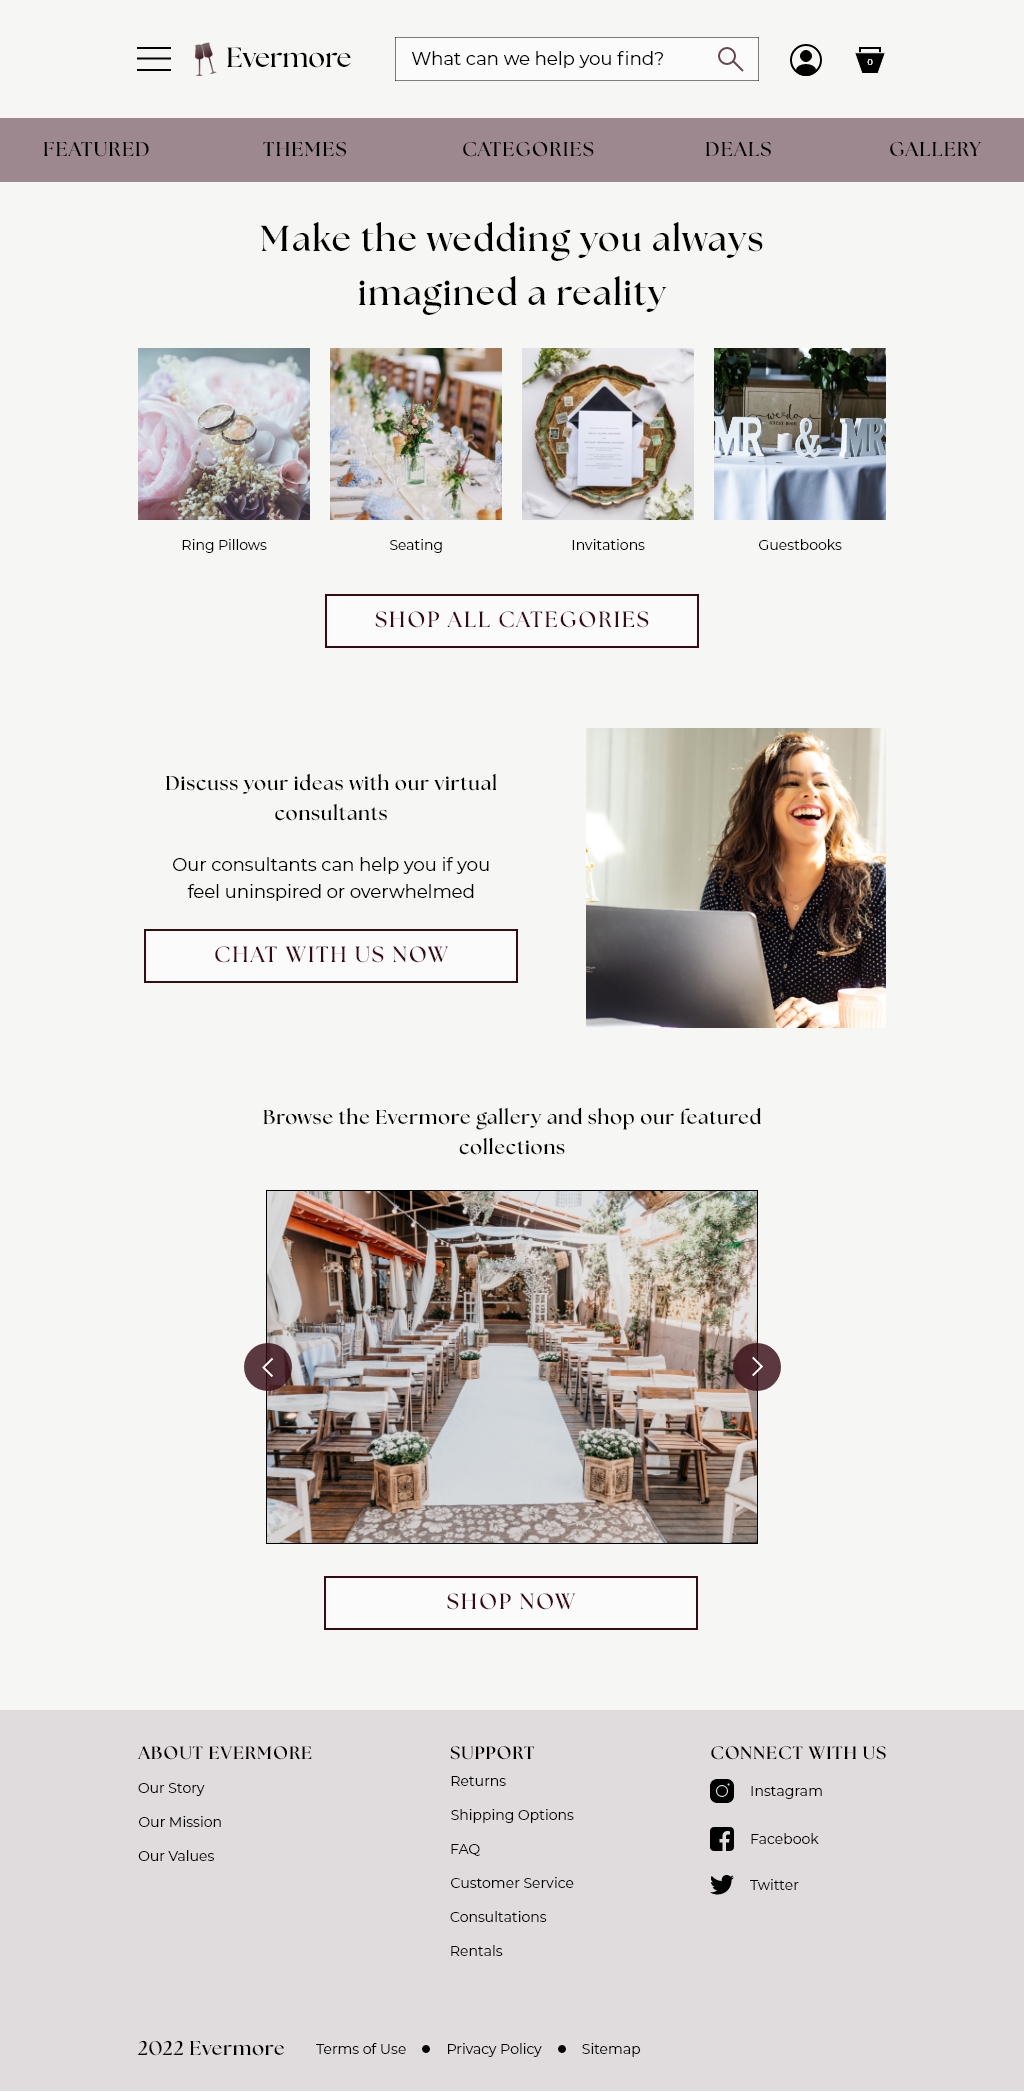 Evermore
What can we help you find?
0
FEATURED
THEMES
CATEGORIES
DEALS
GALLERY
Make the wedding you always
imagined a reality
MR & MR
Ring Pillows
Seating
Invitations
Guestbooks
SHOP ALL CATEGORIES
Discuss your ideas with our virtual
consultants
Our consultants can help you if you
feel uninspired or overwhelmed
CHAT WITH US NOW
Browse the Evermore gallery and shop our featured
collections
SHOP NOW
ABOUT EVERMORE
Our Story
Our Mission
Our Values
SUPPORT
Returns
Shipping Options
FAQ
Customer Service
Consultations
Rentals
CONNECT WITH US
Instagram
Facebook
Twitter
2022 Evermore
Terms of Use
Privacy Policy
Sitemap